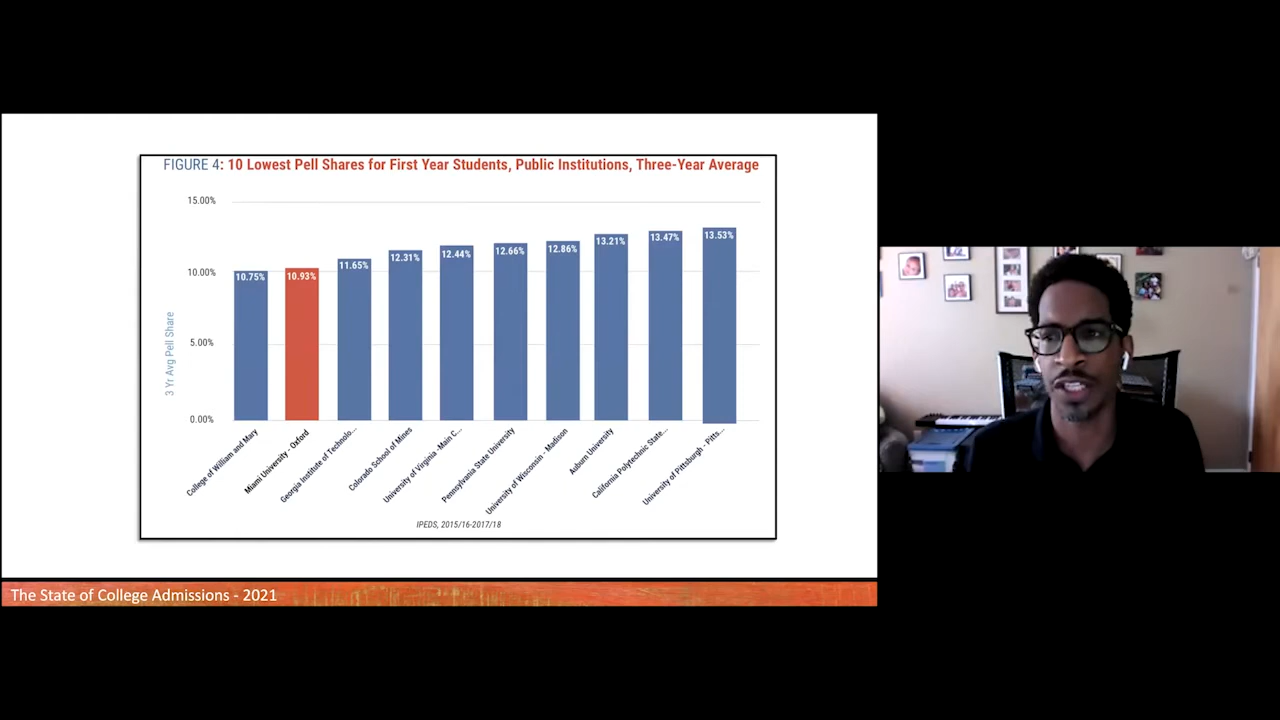 FIGURE 4: 10 Lowest Pell Shares for First Year Students, Public Institutions, Three-Year Average
15.00%
10.00%
5.00%
0.00%
3 Yr Avg Pell Share
10.75%
10.93%
11.65%
12.31%
12.44%
12.66%
12.86%
13.21%
13.47%
13.53%
College of William and Mary
Miami University - Oxford
Georgia Institute of Technolo...
Colorado School of Mines
University of Virginia -Main C...
Pennsylvania State University
University of Wisconsin - Madison
Auburn University
California Polytechnic State...
University of Pittsburgh - Pitts...
IPEDS, 2015/16-2017/18
The State of College Admissions - 2021